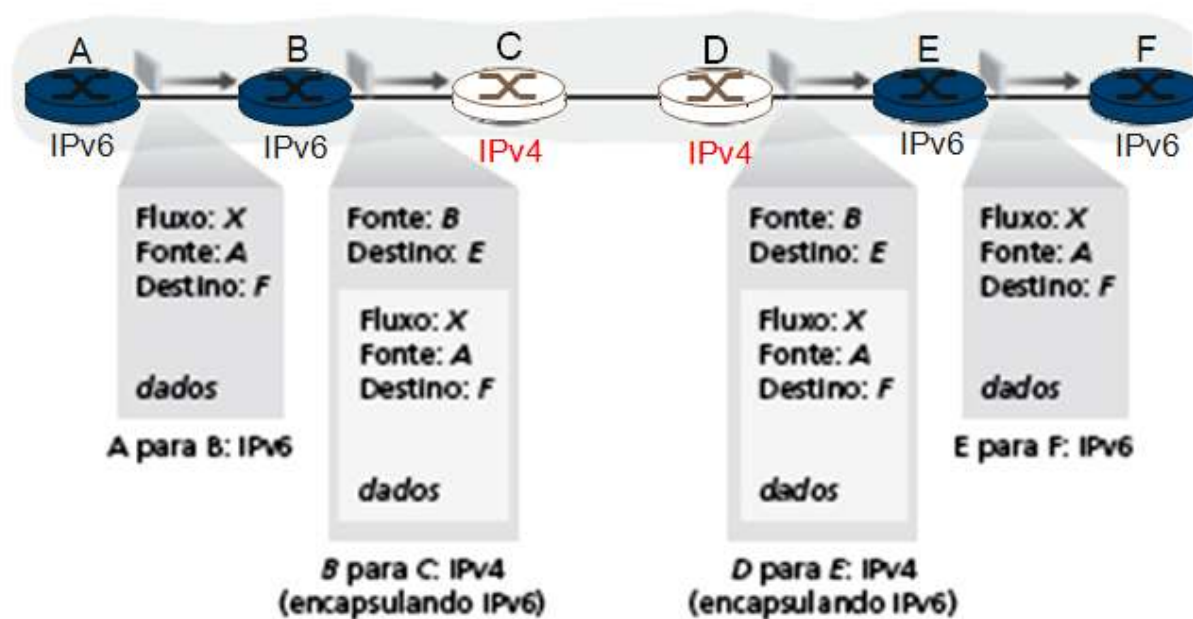 A
B
C
D
E
F
IPv6
IPv6
IPv4
IPv4
IPv6
IPv6
Fluxo: X
Fonte: A
Destino: F
dados
A para B: IPv6
Fonte: B
Destino: E
Fluxo: X
Fonte: A
Destino: F
dados
B para C: IPv4
(encapsulando IPv6)
Fonte: B
Destino: E
Fluxo: X
Fonte: A
Destino: F
dados
D para E: IPv4
(encapsulando IPv6)
Fluxo: X
Fonte: A
Destino: F
dados
E para F: IPv6